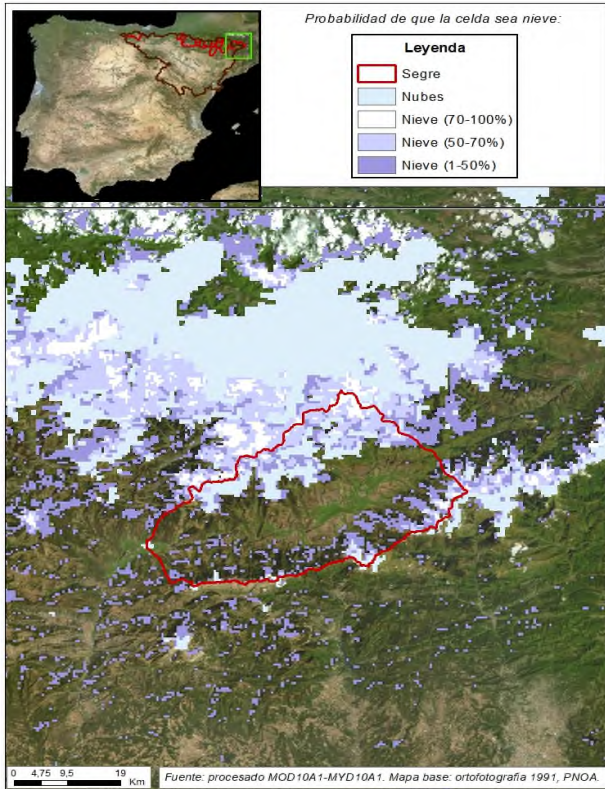 Probabilidad de que la celda sea nieve:
Leyenda
Segre
Nubes
Nieve (70-100%)
Nieve (50-70%)
Nieve (1-50%)
0 4,75 9,5 19
Km
Fuente: procesado MOD10A1-MYD10A1. Mapa base: ortofotografía 1991, PNOA.